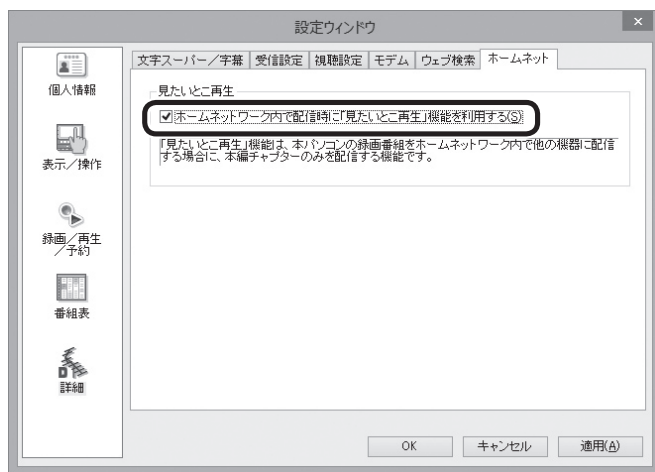 設定ウィンドウ
×
個人情報
表示／操作
録画／再生
／予約
番組表
詳細
文字スーパー／字幕 受信設定 視聴設定 モデム ウェブ検索 ホームネット
見たいとこ再生
ホームネットワーク内で配信時に「見たいとこ再生」機能を利用する(S)
「見たいとこ再生」機能は、本パソコンの録画番組をホームネットワーク内で他の機器に配信
する場合に、本編チャプターのみを配信する機能です。
OK キャンセル 適用(A)